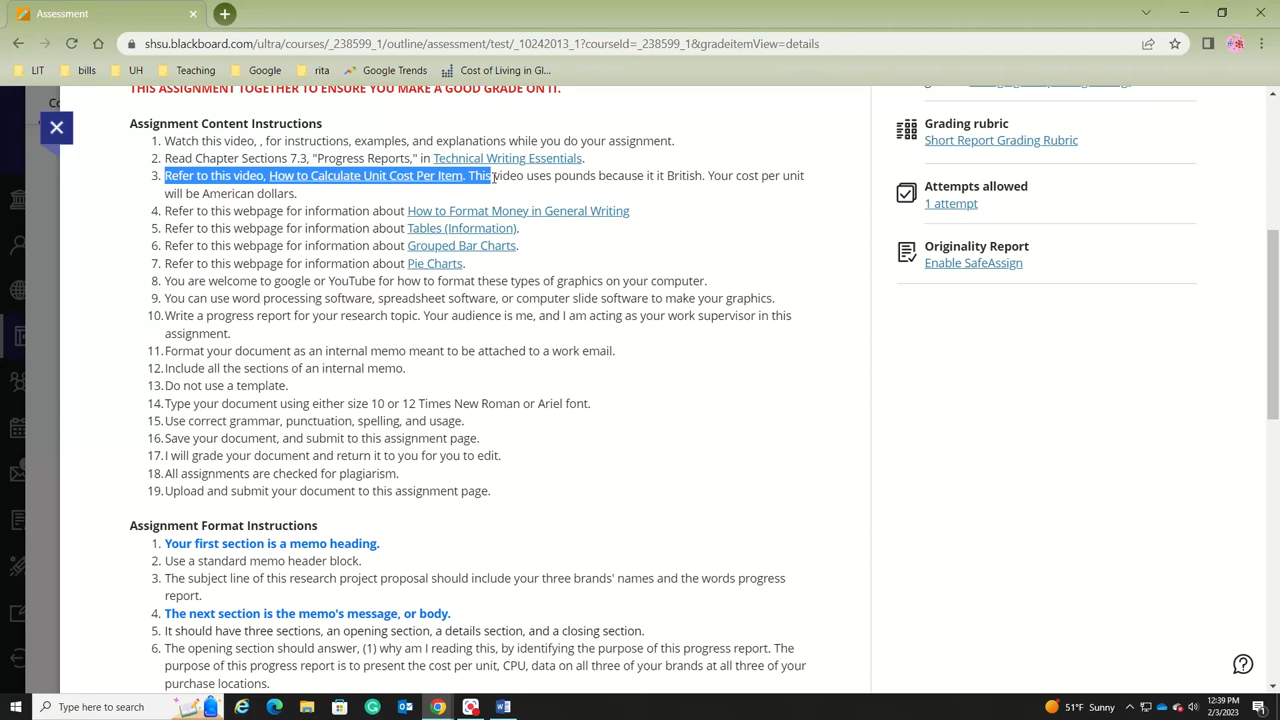 Assessment
shsu.blackboard.com/ultra/courses/_238599_1/outline/assessment/test/_10242013_1?courseId=_238599_1&gradeitemView=details
LIT bills UH Teaching Google rita Google Trends Cost of Living in Gl...
THIS ASSIGNMENT TOGETHER TO ENSURE YOU MAKE A GOOD GRADE ON IT.
Assignment Content Instructions
1. Watch this video, , for instructions, examples, and explanations while you do your assignment.
2. Read Chapter Sections 7.3, "Progress Reports," in Technical Writing Essentials.
3. Refer to this video, How to Calculate Unit Cost Per Item. This video uses pounds because it it British. Your cost per unit
will be American dollars.
4. Refer to this webpage for information about How to Format Money in General Writing
5. Refer to this webpage for information about Tables (Information).
6. Refer to this webpage for information about Grouped Bar Charts.
7. Refer to this webpage for information about Pie Charts.
8. You are welcome to google or YouTube for how to format these types of graphics on your computer.
9. You can use word processing software, spreadsheet software, or computer slide software to make your graphics.
10. Write a progress report for your research topic. Your audience is me, and I am acting as your work supervisor in this
assignment.
11. Format your document as an internal memo meant to be attached to a work email.
12. Include all the sections of an internal memo.
13. Do not use a template.
14. Type your document using either size 10 or 12 Times New Roman or Ariel font.
15. Use correct grammar, punctuation, spelling, and usage.
16. Save your document, and submit to this assignment page.
17. I will grade your document and return it to you for you to edit.
18. All assignments are checked for plagiarism.
19. Upload and submit your document to this assignment page.
Assignment Format Instructions
1. Your first section is a memo heading.
2. Use a standard memo header block.
3. The subject line of this research project proposal should include your three brands' names and the words progress
report.
4. The next section is the memo's message, or body.
5. It should have three sections, an opening section, a details section, and a closing section.
6. The opening section should answer, (1) why am I reading this, by identifying the purpose of this progress report. The
purpose of this progress report is to present the cost per unit, CPU, data on all three of your brands at all three of your
purchase locations.
Grading rubric
Short Report Grading Rubric
Attempts allowed
1 attempt
Originality Report
Enable SafeAssign
Type here to search
51°F Sunny
12:39 PM
2/3/2023